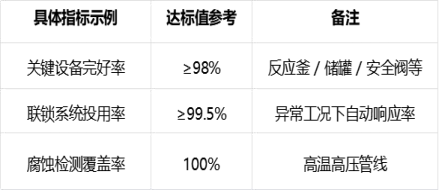 具体指标示例 达标值参考 备注
关键设备完好率 ≥98% 反应釜 / 储罐 / 安全阀等
联锁系统投用率 ≥99.5% 异常工况下自动响应率
腐蚀检测覆盖率 100% 高温高压管线